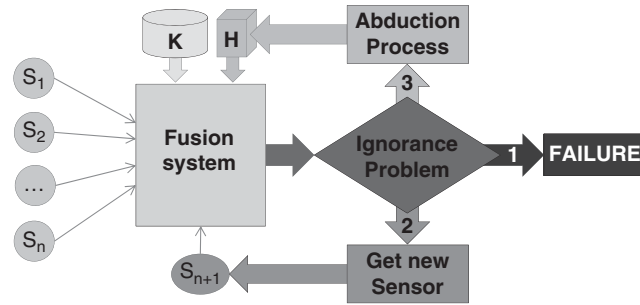 K
H
Abduction
Process
S1
S2
...
Sn
Fusion
system
3
Ignorance
Problem
1
FAILURE
2
Sn+1
Get new
Sensor